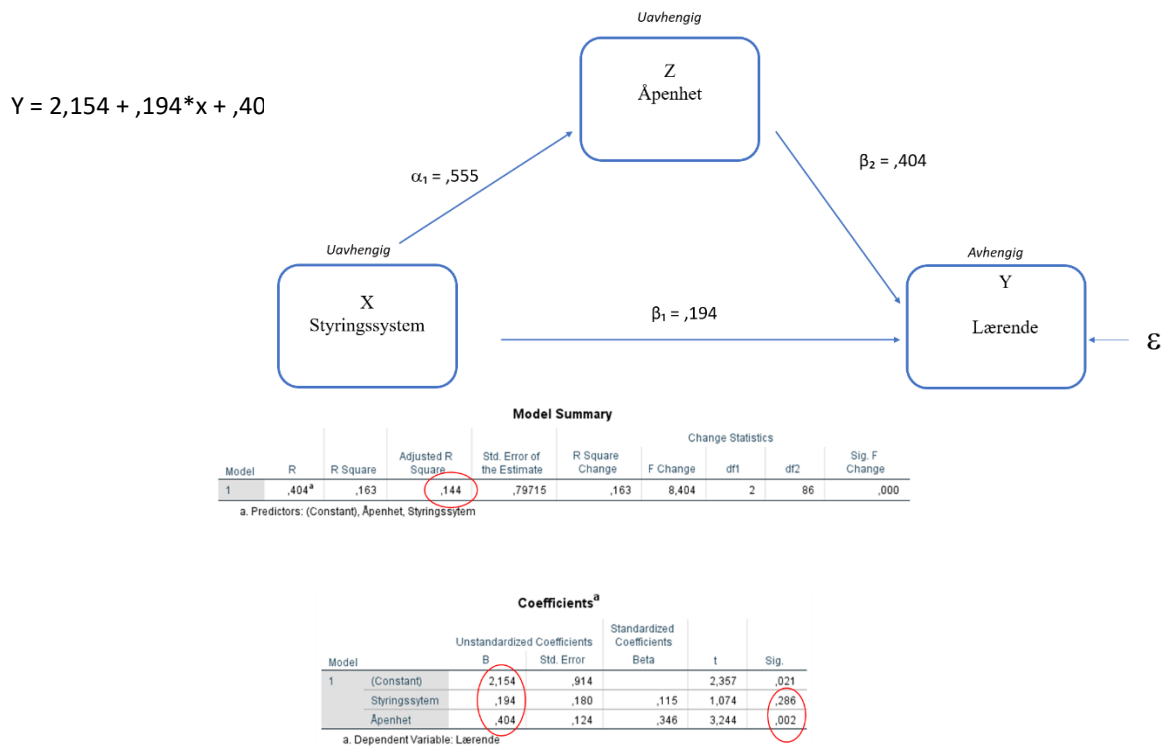 Uavhengig
Z
Åpenhet
Y = 2,154 + ,194*x + ,40
α₁ = ,555
β₂ = ,404
Uavhengig
X
Styringssystem
β₁ = ,194
Avhengig
Y
Lærende
ε
Model Summary
Change Statistics
Model R R Square Adjusted R Square Std. Error of the Estimate R Square Change F Change df1 df2 Sig. F Change
1 ,404ᵃ ,163 ,144 ,79715 ,163 8,404 2 86 ,000
a. Predictors: (Constant), Åpenhet, Styringssytem
Coefficientsᵃ
Unstandardized Coefficients Standardized Coefficients
Model B Std. Error Beta t Sig.
1 (Constant) 2,154 ,914 2,357 ,021
Styringssytem ,194 ,180 ,115 1,074 ,286
Åpenhet ,404 ,124 ,346 3,244 ,002
a. Dependent Variable: Lærende